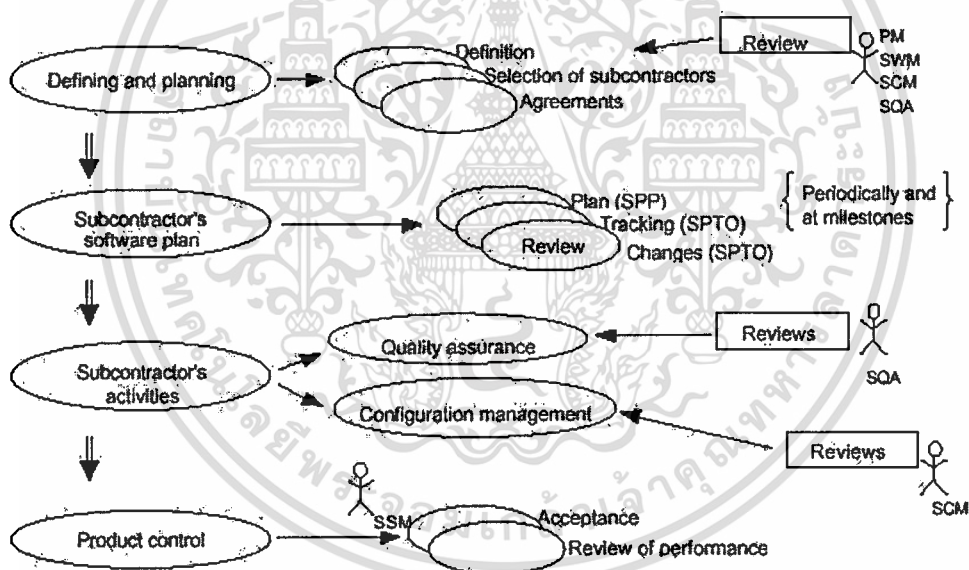 Defining and planning
Definition
Selection of subcontractors
Agreements
Review
PM
SWM
SCM
SQA
Subcontractor's
software plan
Plan (SPP)
Tracking (SPTO)
Review
Changes (SPTO)
Periodically and
at milestones
Subcontractor's
activities
Quality assurance
Configuration management
Reviews
SQA
Reviews
SCM
Product control
SSM
Acceptance
Review of performance